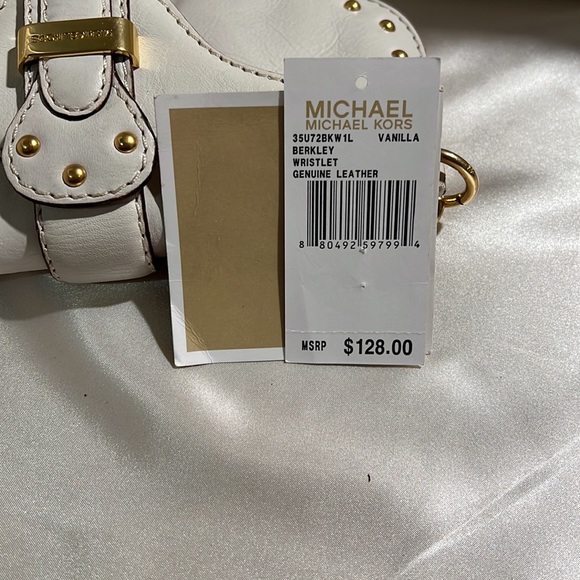 MICHAEL
MICHAEL KORS
35U72BKW1L VANILLA
BERKLEY
WRISTLET
GENUINE LEATHER
8 80492 59799 4
MSRP $128.00